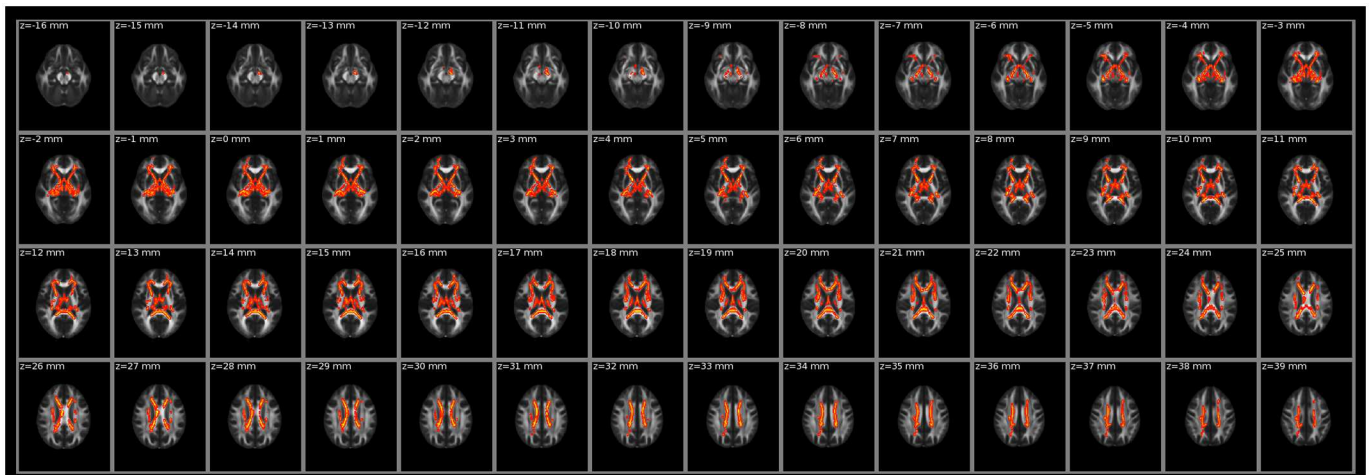 z=-16 mm z=-15 mm z=-14 mm z=-13 mm z=-12 mm z=-11 mm z=-10 mm z=-9 mm z=-8 mm z=-7 mm z=-6 mm z=-5 mm z=-4 mm z=-3 mm
z=-2 mm z=-1 mm z=0 mm z=1 mm z=2 mm z=3 mm z=4 mm z=5 mm z=6 mm z=7 mm z=8 mm z=9 mm z=10 mm z=11 mm
z=12 mm z=13 mm z=14 mm z=15 mm z=16 mm z=17 mm z=18 mm z=19 mm z=20 mm z=21 mm z=22 mm z=23 mm z=24 mm z=25 mm
z=26 mm z=27 mm z=28 mm z=29 mm z=30 mm z=31 mm z=32 mm z=33 mm z=34 mm z=35 mm z=36 mm z=37 mm z=38 mm z=39 mm